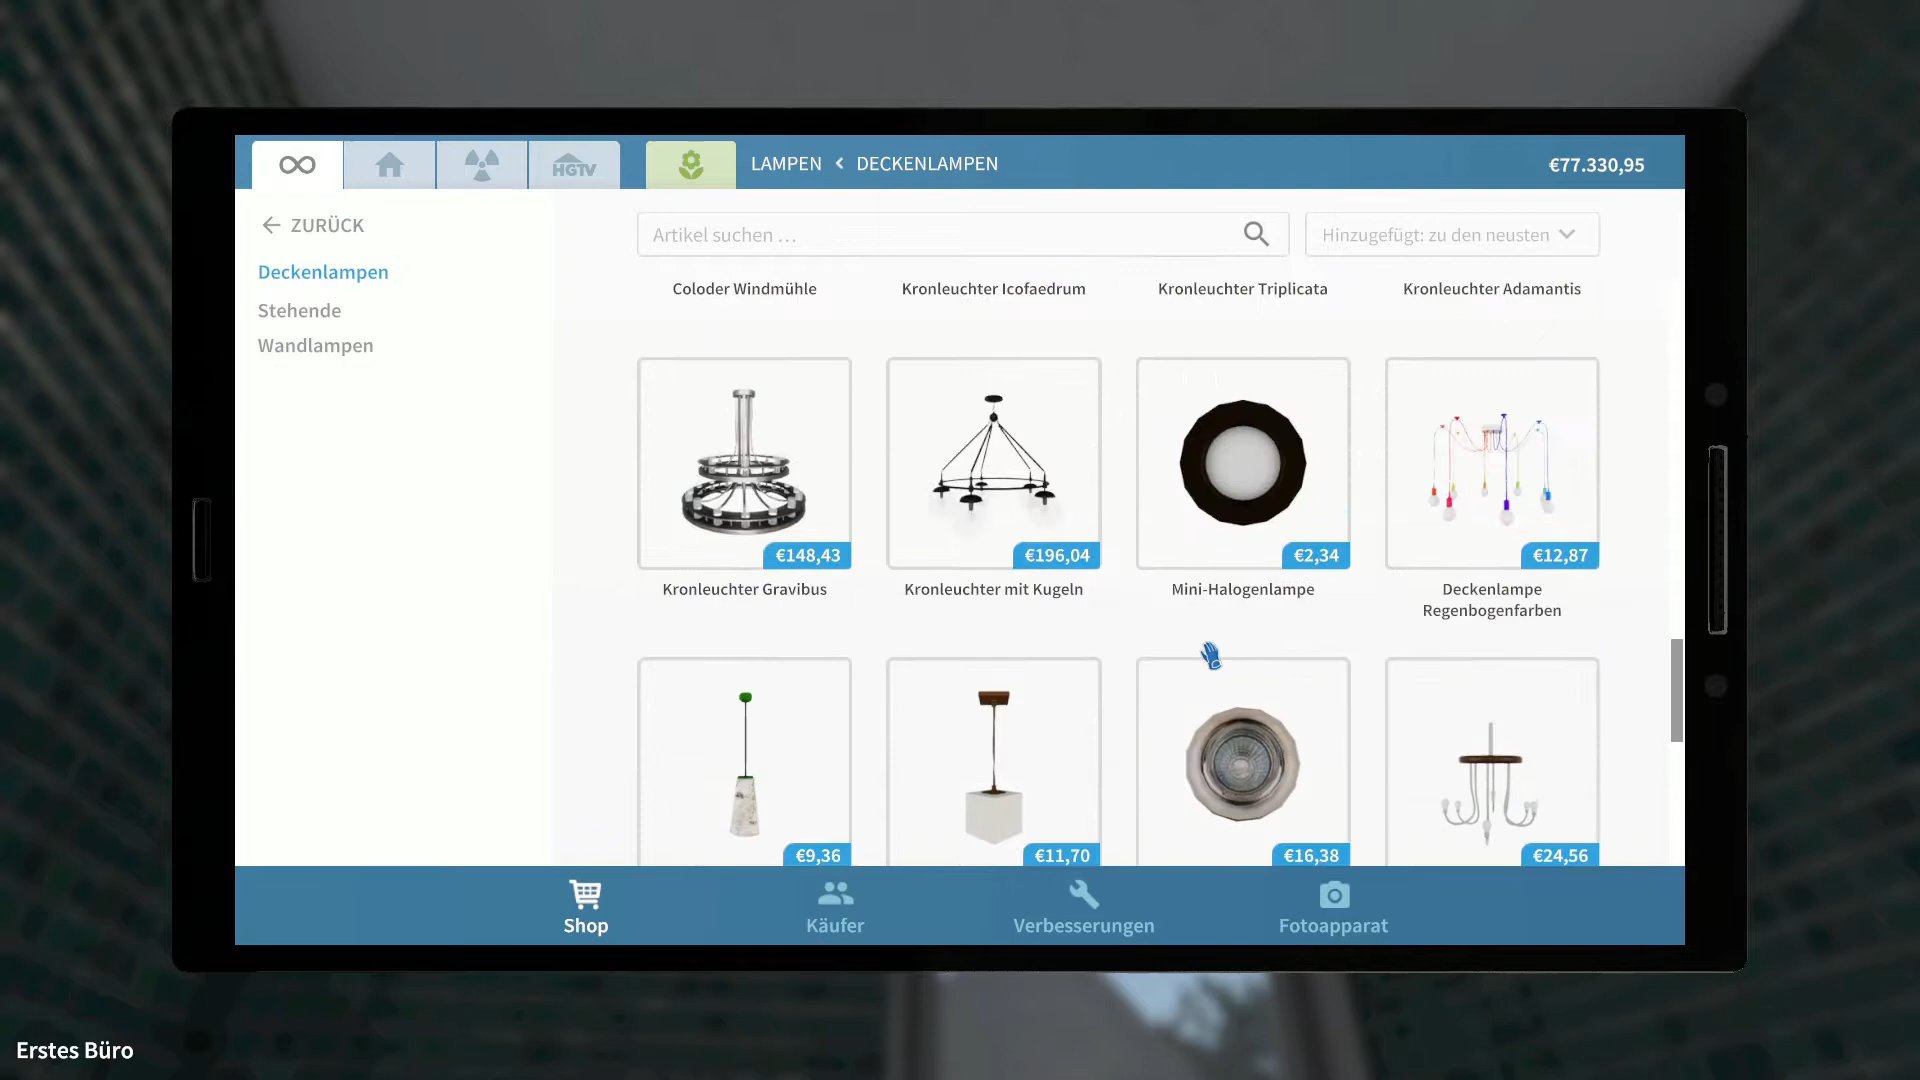 HGTV
LAMPEN < DECKENLAMPEN
€77.330,95
ZURÜCK
Deckenlampen
Stehende
Wandlampen
Artikel suchen ...
Hinzugefügt: zu den neusten
Coloder Windmühle
Kronleuchter Icofaedrum
Kronleuchter Triplicata
Kronleuchter Adamantis
€148,43
€196,04
€2,34
€12,87
Kronleuchter Gravibus
Kronleuchter mit Kugeln
Mini-Halogenlampe
Deckenlampe
Regenbogenfarben
€9,36
€11,70
€16,38
€24,56
Shop
Käufer
Verbesserungen
Fotoapparat
Erstes Büro